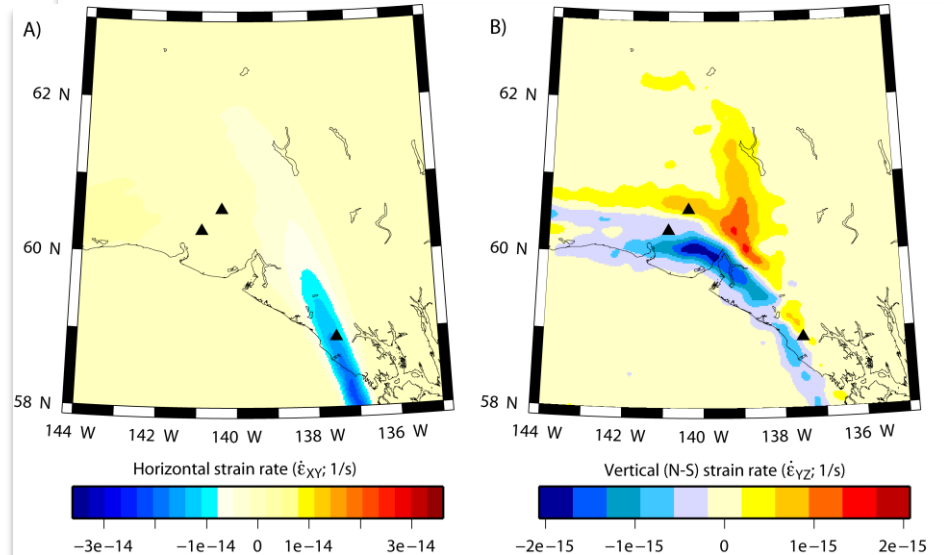 A)
B)
62 N
60 N
58 N
144 W
142 W
140 W
138 W
136 W
62 N
60 N
58 N
144 W
142 W
140 W
138 W
136 W
Horizontal strain rate (ε̇XY; 1/s)
−3e−14
−1e−14
0
1e−14
3e−14
Vertical (N-S) strain rate (ε̇YZ; 1/s)
−2e−15
−1e−15
0
1e−15
2e−15